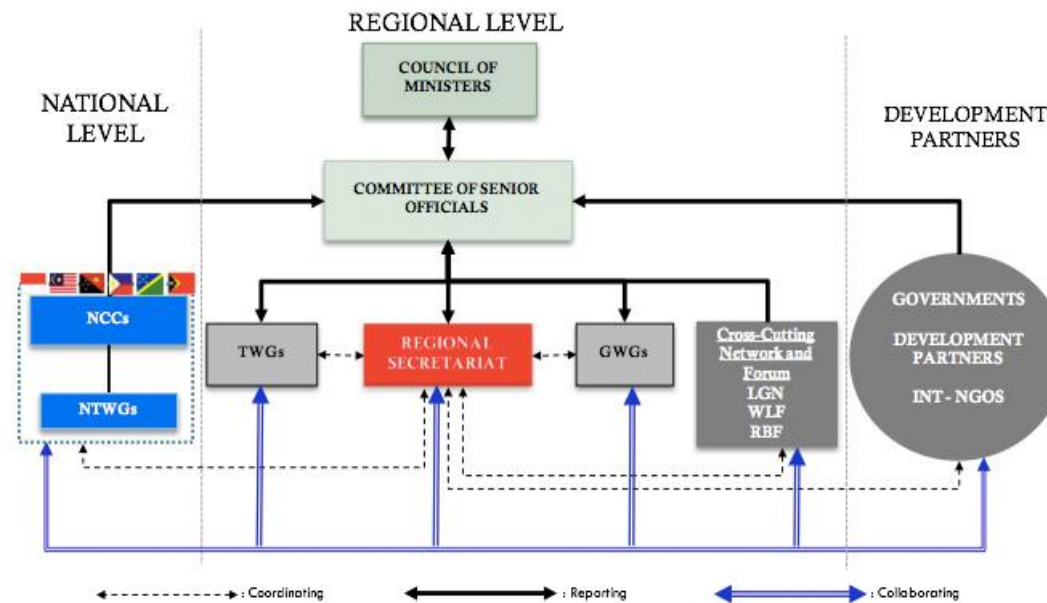 REGIONAL LEVEL
COUNCIL OF
MINISTERS
NATIONAL
LEVEL
DEVELOPMENT
PARTNERS
COMMITTEE OF SENIOR
OFFICIALS
NCCs
NTWGs
TWGs
REGIONAL
SECRETARIAT
GWGs
Cross-Cutting
Network and
Forum
LGN
WLF
RBF
GOVERNMENTS
DEVELOPMENT
PARTNERS
INT - NGOS
: Coordinating
: Reporting
: Collaborating